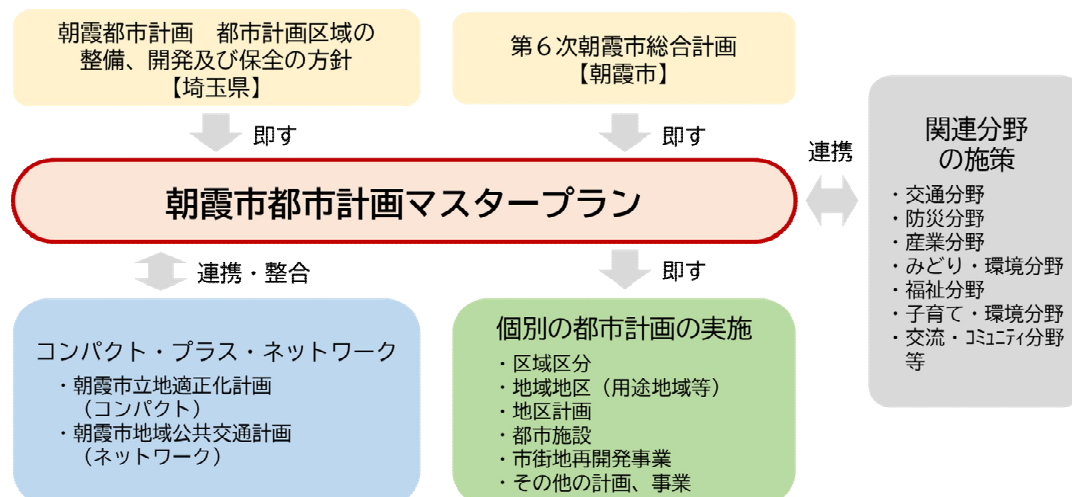 朝霞都市計画　都市計画区域の
整備、開発及び保全の方針
【埼玉県】
第６次朝霞市総合計画
【朝霞市】
即す
即す
朝霞市都市計画マスタープラン
連携
関連分野
の施策
・交通分野
・防災分野
・産業分野
・みどり・環境分野
・福祉分野
・子育て・環境分野
・交流・ｺﾐｭﾆﾃｨ分野
等
連携・整合
即す
コンパクト・プラス・ネットワーク
・朝霞市立地適正化計画
（コンパクト）
・朝霞市地域公共交通計画
（ネットワーク）
個別の都市計画の実施
・区域区分
・地域地区（用途地域等）
・地区計画
・都市施設
・市街地再開発事業
・その他の計画、事業